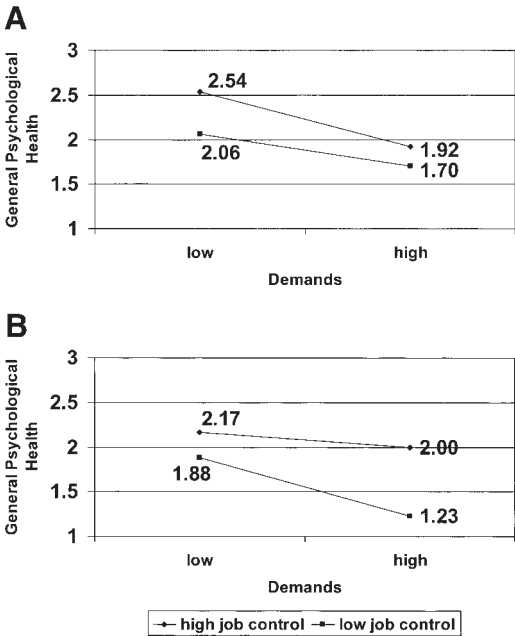 A
General Psychological
Health
3
2.5
2
1.5
1
2.54
2.06
1.92
1.70
low
high
Demands
B
General Psychological
Health
3
2.5
2
1.5
1
2.17
1.88
2.00
1.23
low
high
Demands
high job control low job control